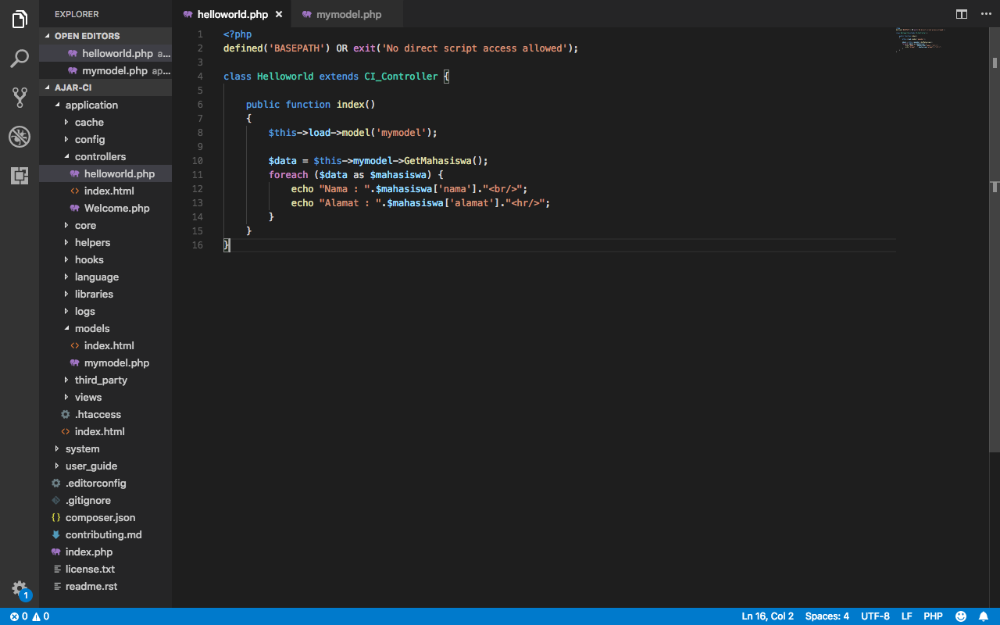 EXPLORER
OPEN EDITORS
helloworld.php a...
mymodel.php ap...
AJAR-CI
application
cache
config
controllers
helloworld.php
index.html
Welcome.php
core
helpers
hooks
language
libraries
logs
models
index.html
mymodel.php
third_party
views
.htaccess
index.html
system
user_guide
.editorconfig
.gitignore
composer.json
contributing.md
index.php
license.txt
readme.rst
1
helloworld.php × mymodel.php
1 <?php
2 defined('BASEPATH') OR exit('No direct script access allowed');
3
4 class Helloworld extends CI_Controller {
5
6 public function index()
7 {
8 $this->load->model('mymodel');
9
10 $data = $this->mymodel->GetMahasiswa();
11 foreach ($data as $mahasiswa) {
12 echo "Nama : ".$mahasiswa['nama']."<br/>";
13 echo "Alamat : ".$mahasiswa['alamat']."<hr/>";
14 }
15 }
16 }
0 0 Ln 16, Col 2 Spaces: 4 UTF-8 LF PHP